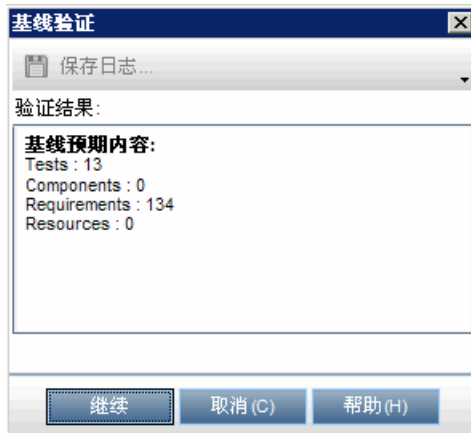 基线验证
保存日志...
验证结果:
基线预期内容:
Tests : 13
Components : 0
Requirements : 134
Resources : 0
继续
取消(C)
帮助(H)